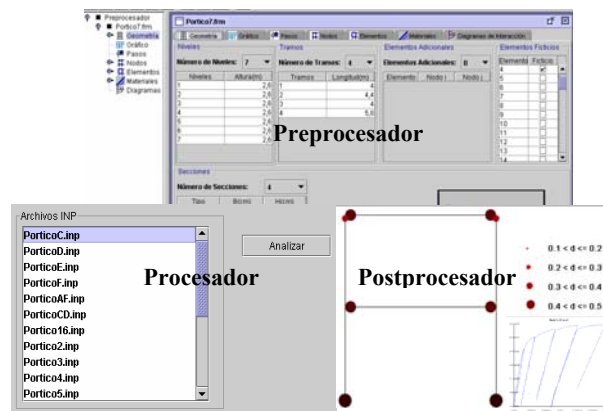 Preprocesador
Portico7.frm
Geometría
Gráfico
Pasos
Nodos
Elementos
Materiales
Diagramas
Portico7.frm
Geometría Gráfico Pasos Nodos Elementos Materiales Diagramas de Interacción
Niveles Tramos Elementos Adicionales Elementos Ficticios
Número de Niveles: 7 Número de Tramos: 4 Elementos Adicionales: 0
Niveles Altura(m) Tramos Longitud(m) Elemento Nodo i Nodo j Elemento Ficticio
1 2,6 1 4 4
2 2,6 2 4,4
3 2,6 3 4 6
4 2,6 4 5,6 7
5 2,6 8
6 2,6 9
7 2,6 10
11
12
13
14
Preprocesador
Secciones
Número de Secciones: 4
Tipo B(cm) H(cm)
Archivos INP
PorticoC.inp
PorticoD.inp
PorticoE.inp
PorticoF.inp
PorticoAF.inp
PorticoCD.inp
Portico16.inp
Portico2.inp
Portico3.inp
Portico4.inp
Portico5.inp
Analizar
Procesador
Postprocesador
0.1 < d <= 0.2
0.2 < d <= 0.3
0.3 < d <= 0.4
0.4 < d <= 0.5